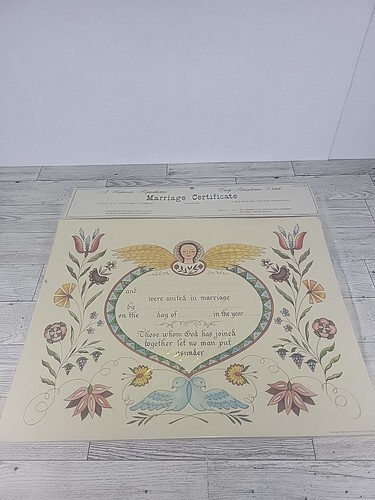 Marriage Certificate
LOVE
and
were united in marriage
by
on the day of in the year
Those whom God has joined
together let no man put
asunder